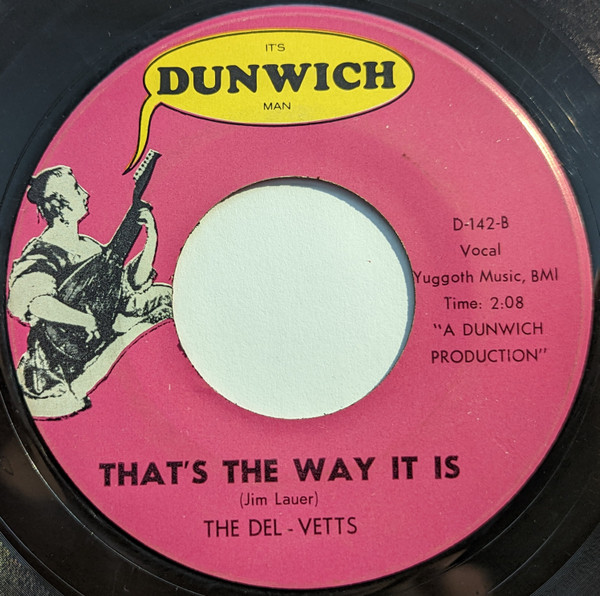 IT'S
DUNWICH
MAN
D-142-B
Vocal
Yuggoth Music, BMI
Time: 2:08
"A DUNWICH
PRODUCTION"
THAT'S THE WAY IT IS
(Jim Lauer)
THE DEL-VETTS